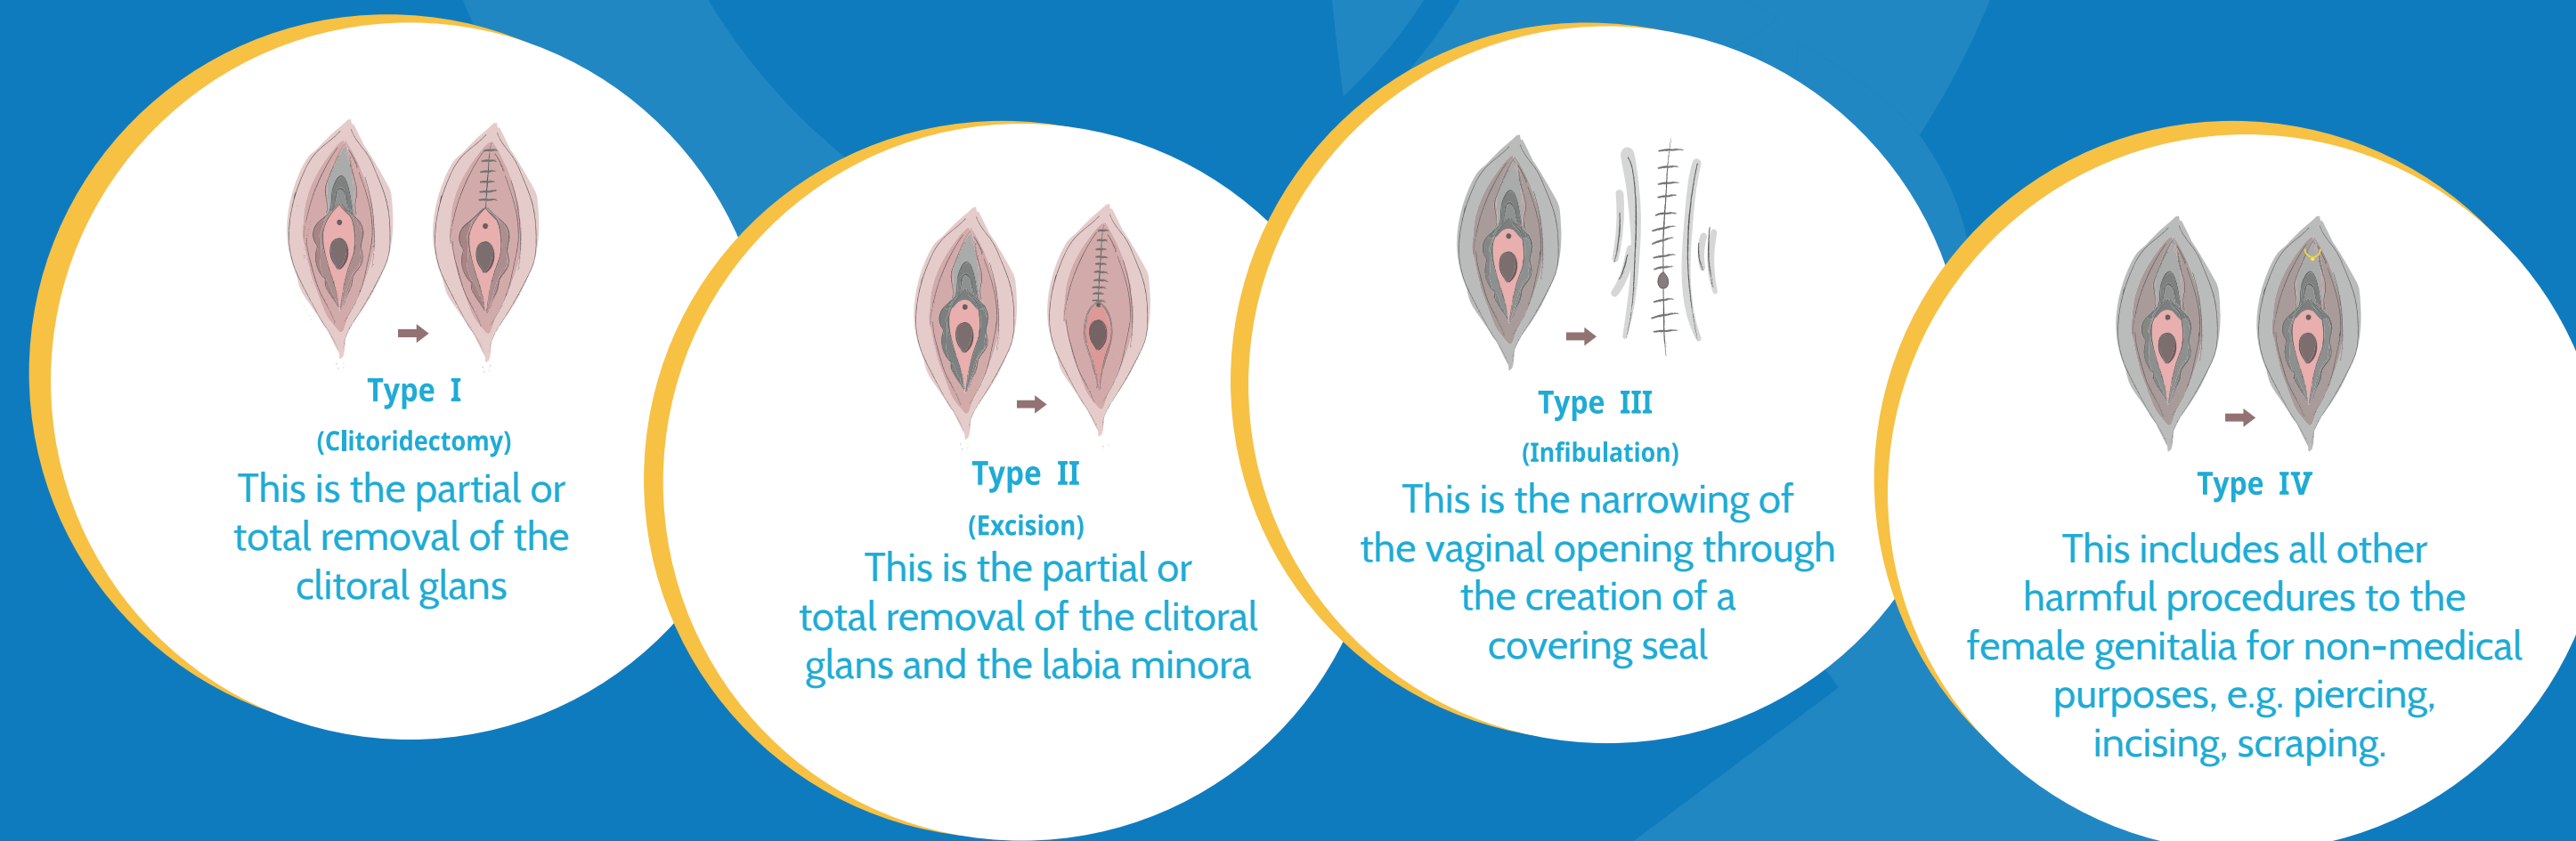 Type I
(Clitoridectomy)
This is the partial or
total removal of the
clitoral glans
Type II
(Excision)
This is the partial or
total removal of the clitoral
glans and the labia minora
Type III
(Infibulation)
This is the narrowing of
the vaginal opening through
the creation of a
covering seal
Type IV
This includes all other
harmful procedures to the
female genitalia for non-medical
purposes, e.g. piercing,
incising, scraping.